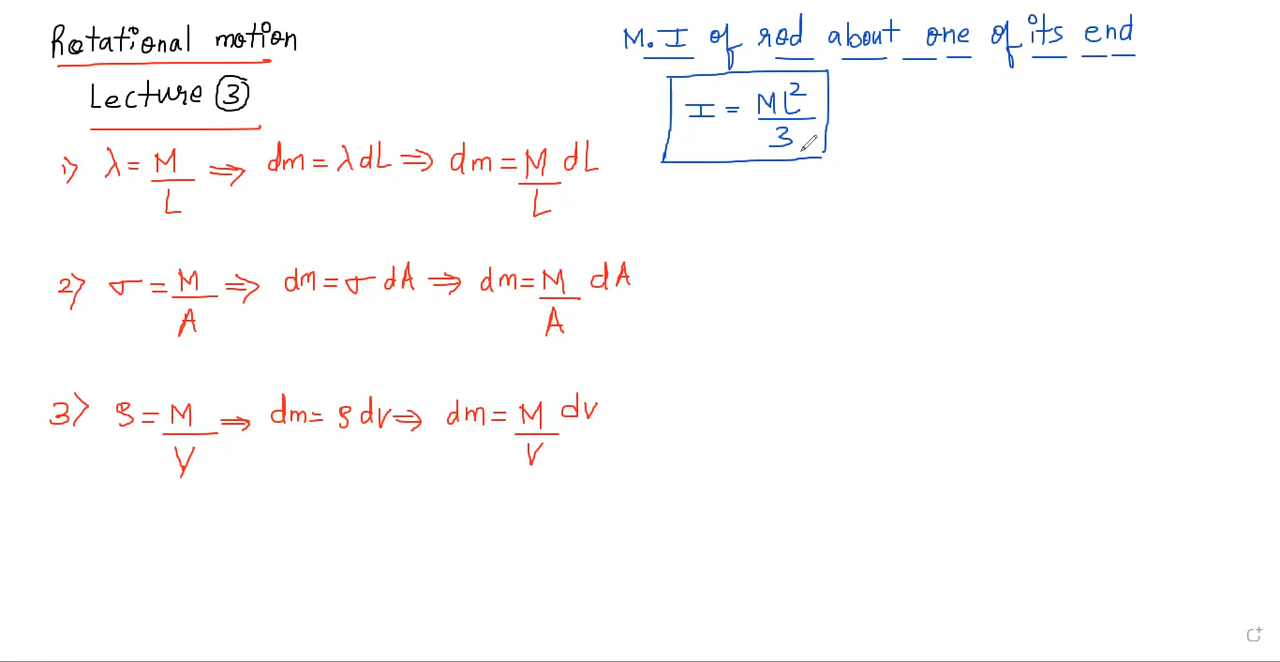 Rotational motion
Lecture ③
1) λ = M/L ⇒ dm = λ dL ⇒ dm = M/L dL
2) σ = M/A ⇒ dm = σ dA ⇒ dm = M/A dA
3) ρ = M/V ⇒ dm = ρ dv ⇒ dm = M/V dv
M.I of rod about one of its end
I = ML²/3